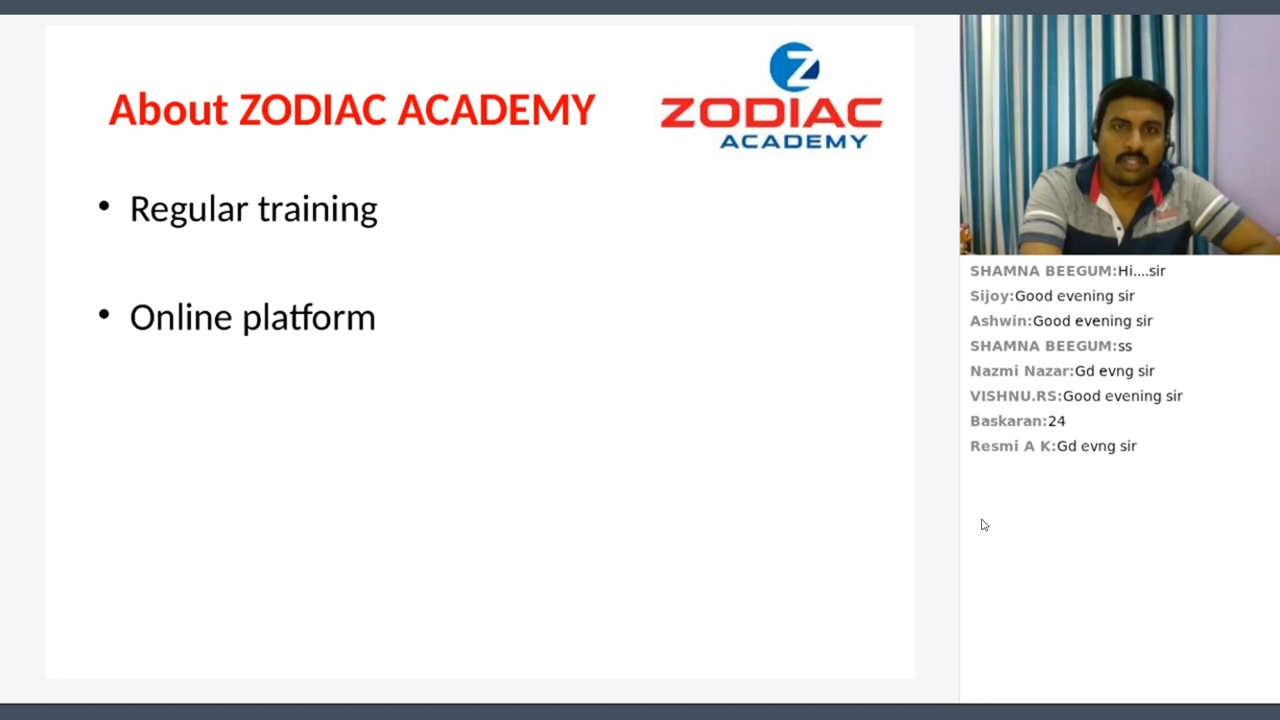 About ZODIAC ACADEMY
Z
ZODIAC
ACADEMY
• Regular training
• Online platform
SHAMNA BEEGUM:Hi....sir
Sijoy:Good evening sir
Ashwin:Good evening sir
SHAMNA BEEGUM:ss
Nazmi Nazar:Gd evng sir
VISHNU.RS:Good evening sir
Baskaran:24
Resmi A K:Gd evng sir